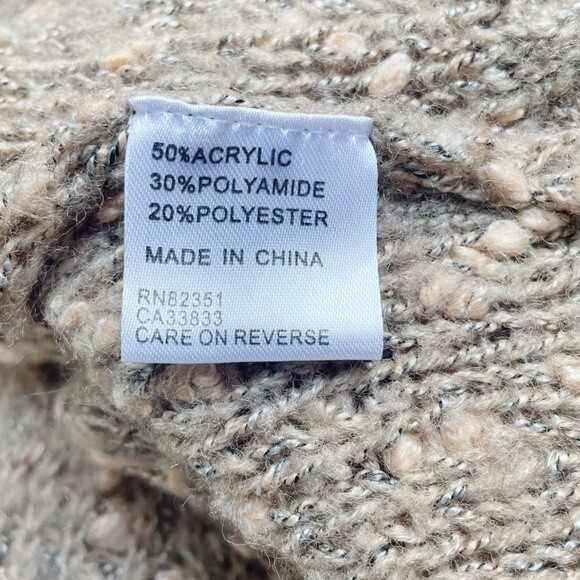 50%ACRYLIC
30%POLYAMIDE
20%POLYESTER
MADE IN CHINA
RN82351
CA33833
CARE ON REVERSE